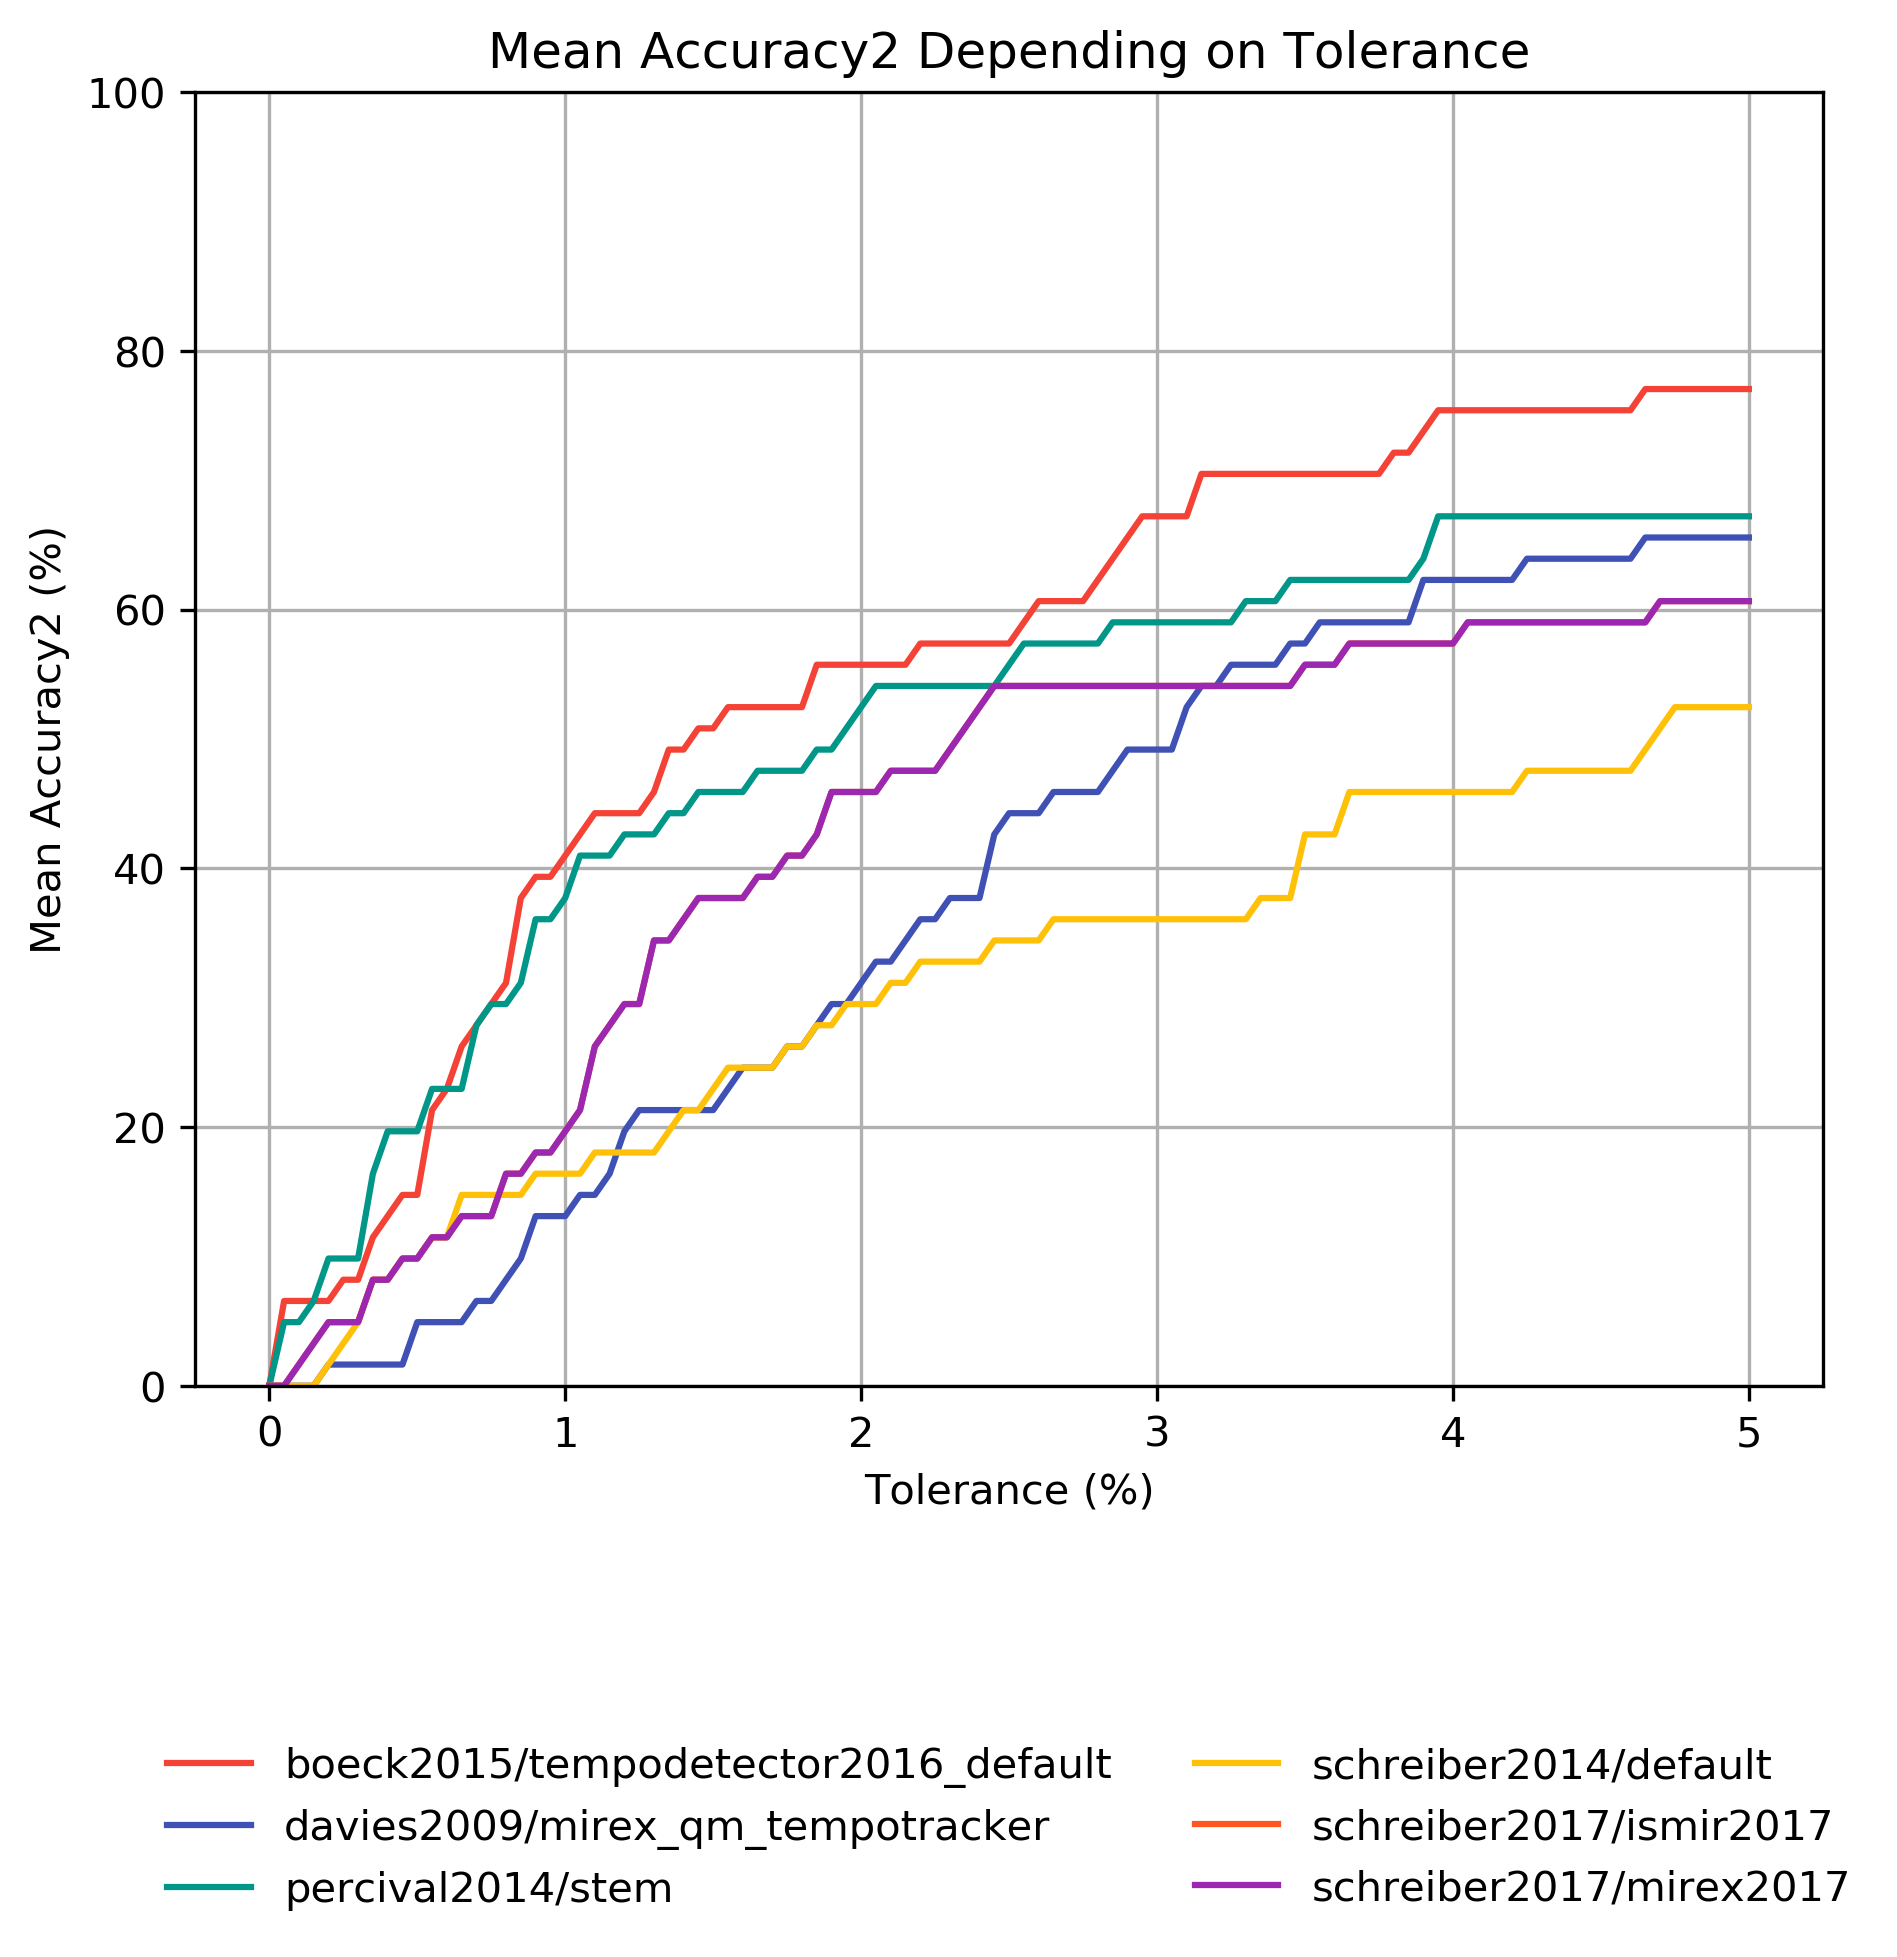 Mean Accuracy2 Depending on Tolerance
100
80
60
40
20
0
Mean Accuracy2 (%)
0 1 2 3 4 5
Tolerance (%)
boeck2015/tempodetector2016_default
davies2009/mirex_qm_tempotracker
percival2014/stem
schreiber2014/default
schreiber2017/ismir2017
schreiber2017/mirex2017